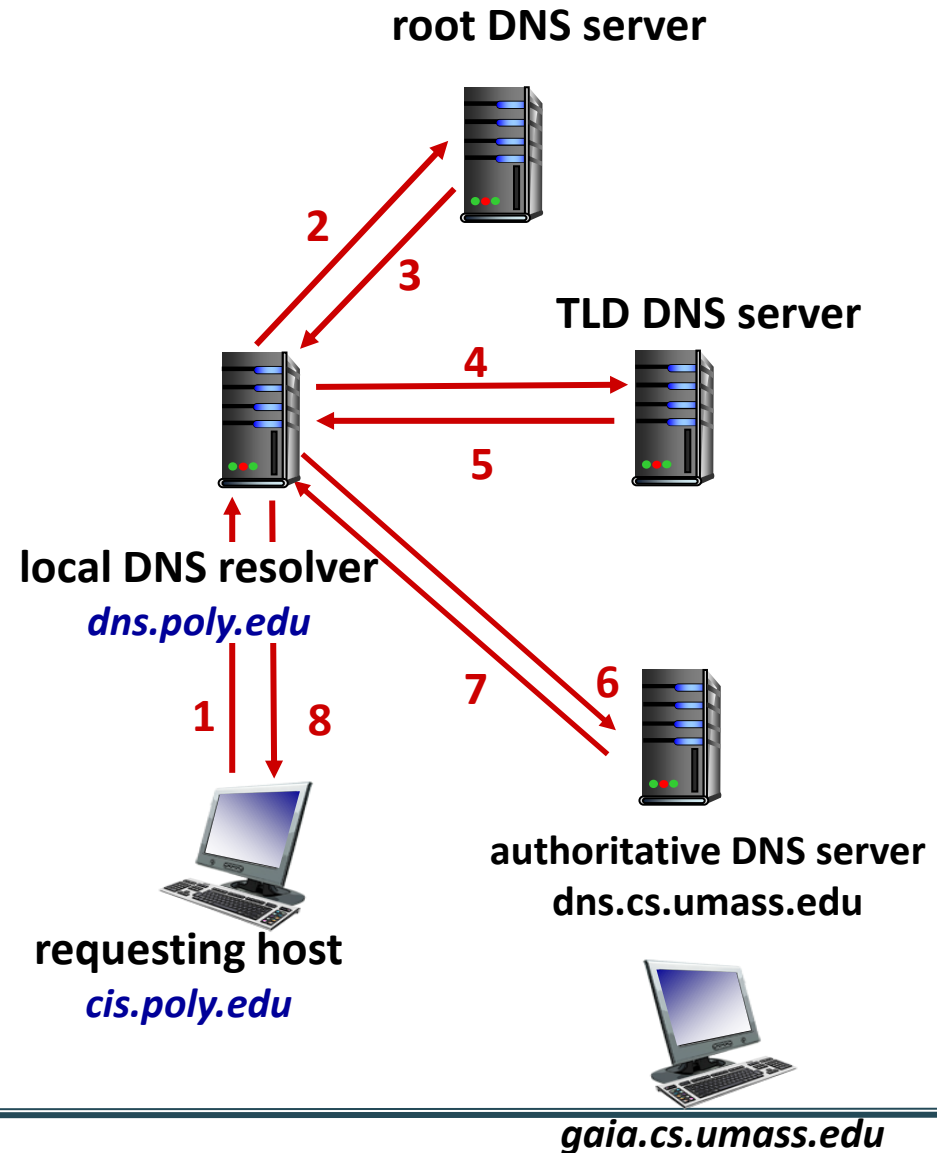 root DNS server
2
3
TLD DNS server
4
5
local DNS resolver
dns.poly.edu
1
8
7
6
authoritative DNS server
dns.cs.umass.edu
requesting host
cis.poly.edu
gaia.cs.umass.edu